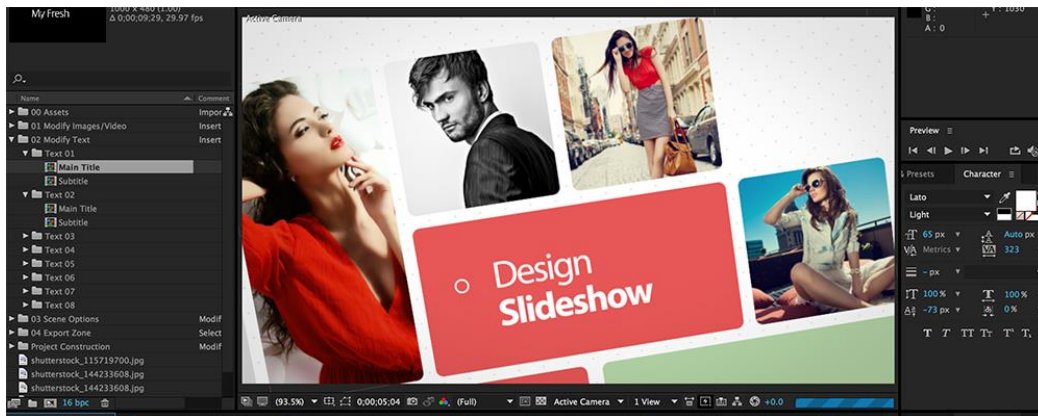 My Fresh
1000 x 480 (1.00)
Δ 0;00;09;29, 29.97 fps
Name
Comment
00 Assets
Impor
01 Modify Images/Video
Insert
02 Modify Text
Insert
Text 01
Main Title
Subtitle
Text 02
Main Title
Subtitle
Text 03
Text 04
Text 05
Text 06
Text 07
Text 08
03 Scene Options
Modif
04 Export Zone
Select
Project Construction
Modif
shutterstock_115719700.jpg
shutterstock_144233608.jpg
shutterstock_144233608.jpg
16 bpc
Active Camera
Design
Slideshow
(93.5%)
0;00;05;04
(Full)
Active Camera
1 View
+0.0
G :
B :
A : 0
+
Y : 1030
Preview
& Presets
Character
Lato
Light
65 px
Auto px
Metrics
323
- px
100 %
100 %
-73 px
0 %
T T TT TT T' T,